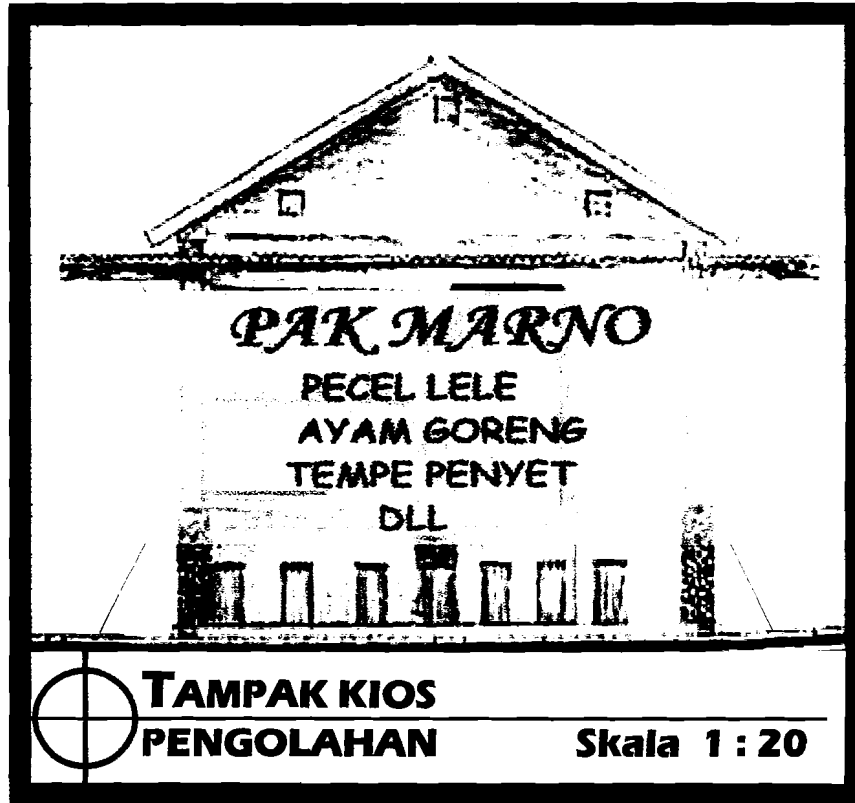 PAK MARNO
PECEL LELE
AYAM GORENG
TEMPE PENYET
DLL
TAMPAK KIOS
PENGOLAHAN Skala 1 : 20